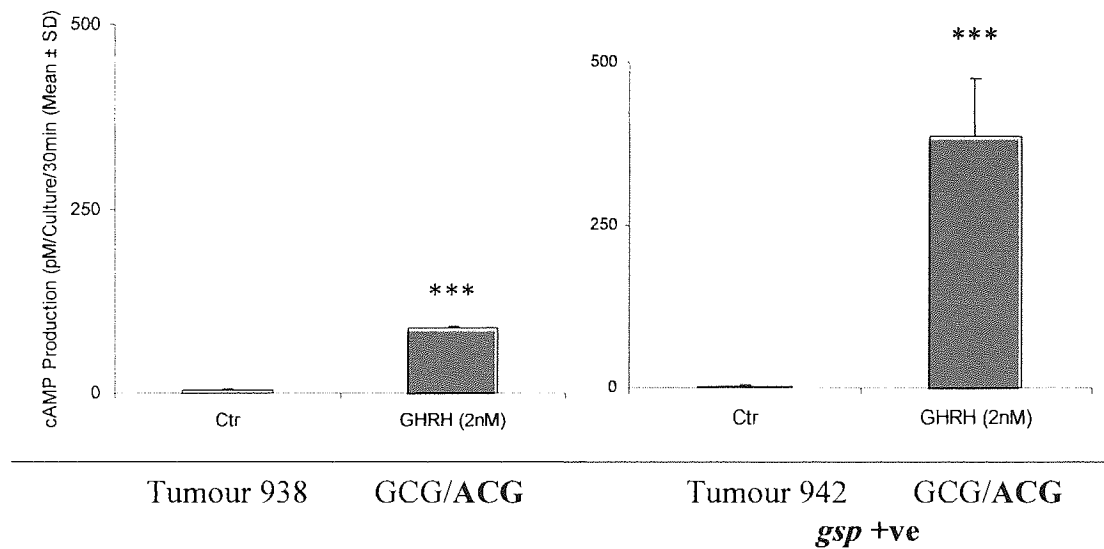 cAMP Production (pM/Culture/30min (Mean ± SD)
500
250
0
***
Ctr
GHRH (2nM)
500
250
0
***
Ctr
GHRH (2nM)
Tumour 938 GCG/ACG
Tumour 942 GCG/ACG
gsp +ve